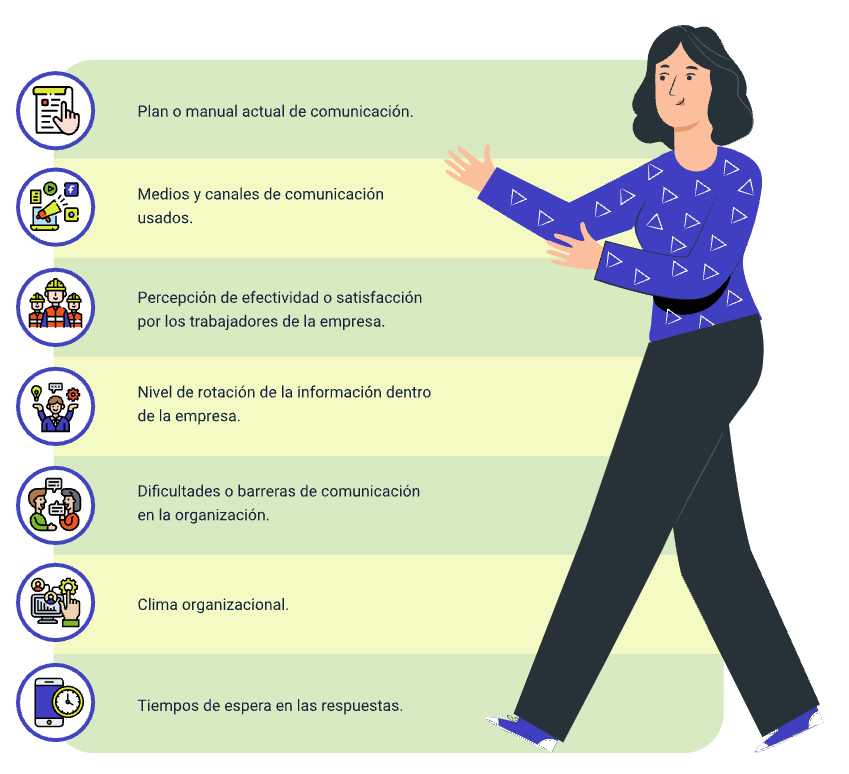 Plan o manual actual de comunicación.
Medios y canales de comunicación
usados.
Percepción de efectividad o satisfacción
por los trabajadores de la empresa.
Nivel de rotación de la información dentro
de la empresa.
Dificultades o barreras de comunicación
en la organización.
Clima organizacional.
Tiempos de espera en las respuestas.